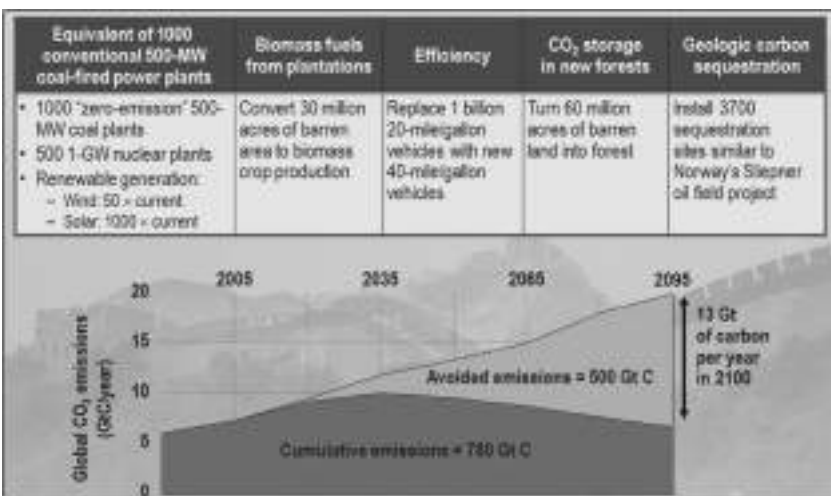 Equivalent of 1000
conventional 500-MW
coal-fired power plants
Biomass fuels
from plantations
Efficiency
CO₂ storage
in new forests
Geologic carbon
sequestration
• 1000 "zero-emission" 500-
MW coal plants
• 500 1-GW nuclear plants
• Renewable generation:
– Wind: 50 × current
– Solar: 1000 × current
Convert 30 million
acres of barren
area to biomass
crop production
Replace 1 billion
20-mile/gallon
vehicles with new
40-mile/gallon
vehicles
Turn 60 million
acres of barren
land into forest
Install 3700
sequestration
sites similar to
Norway's Sleipner
oil field project
2005 2035 2065 2095
20
15
10
5
0
Global CO₂ emissions
(GtC/year)
Avoided emissions = 500 Gt C
Cumulative emissions = 780 Gt C
13 Gt
of carbon
per year
in 2100